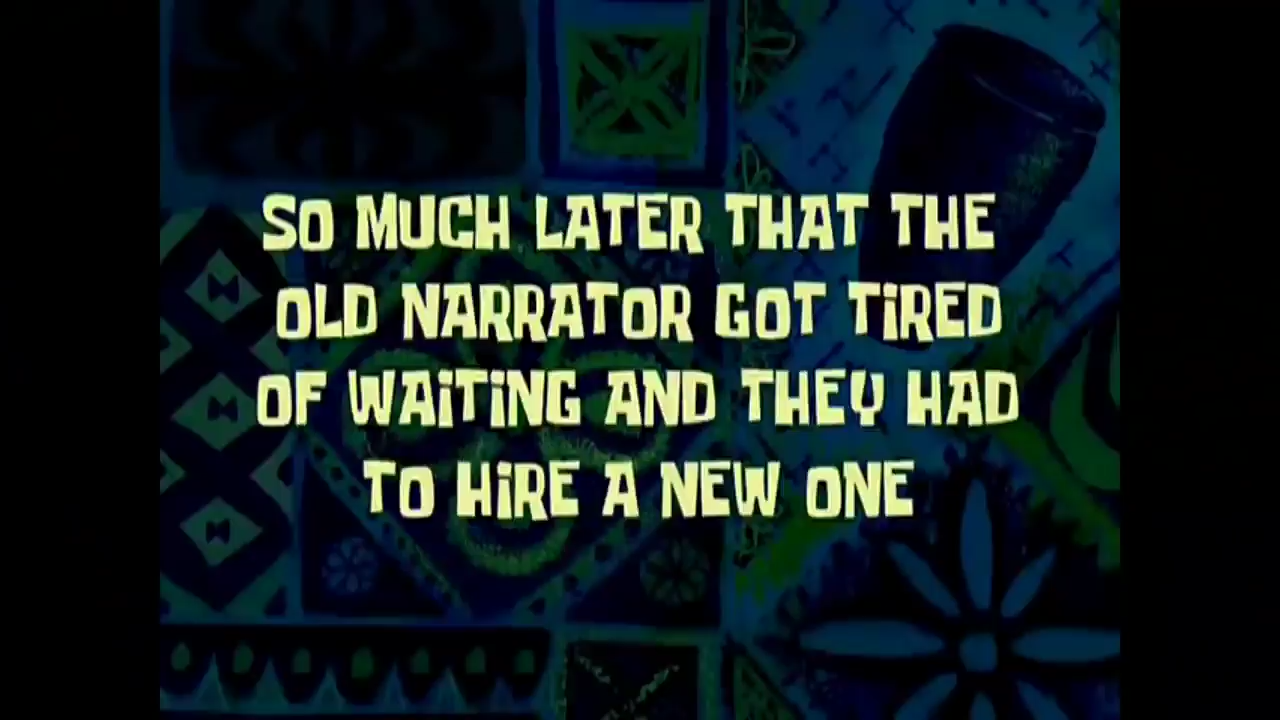 SO MUCH LATER THAT THE
OLD NARRATOR GOT TiRED
OF WAiTiNG AND THEY HAD
TO HiRE A NEW ONE